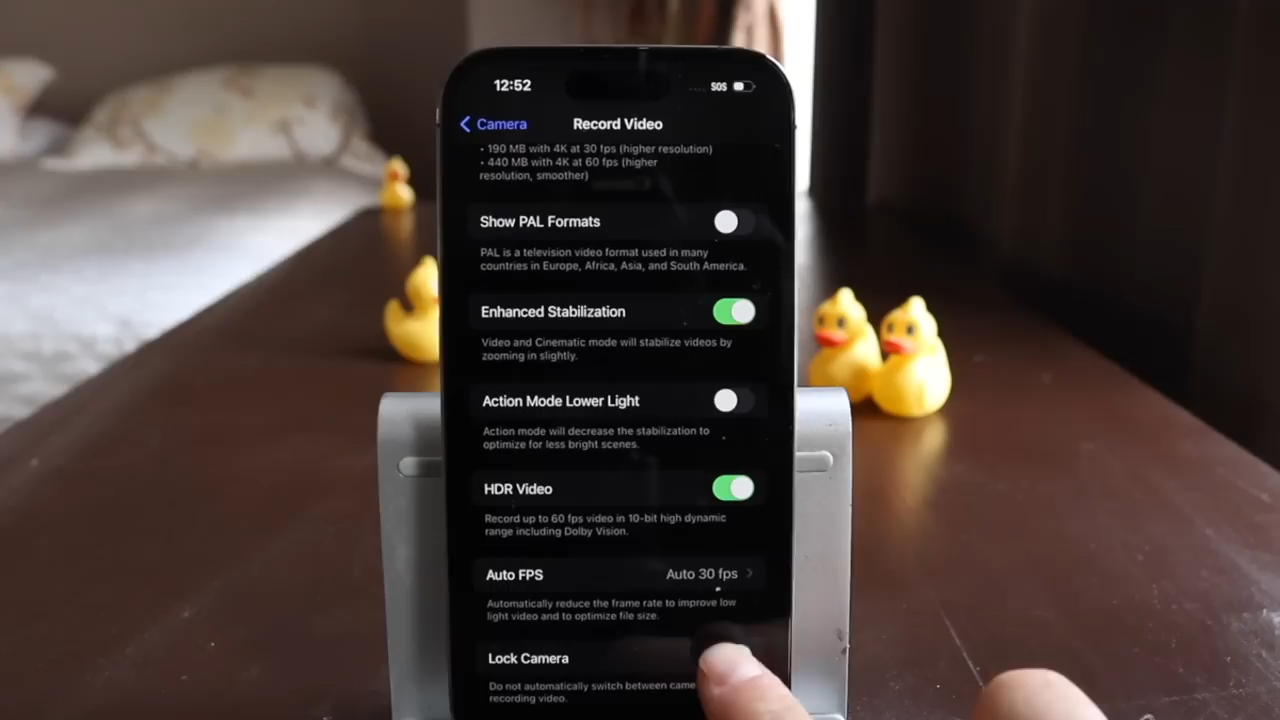 12:52
SOS
Camera
Record Video
• 190 MB with 4K at 30 fps (higher resolution)
• 440 MB with 4K at 60 fps (higher
resolution, smoother)
Show PAL Formats
PAL is a television video format used in many
countries in Europe, Africa, Asia, and South America.
Enhanced Stabilization
Video and Cinematic mode will stabilize videos by
zooming in slightly.
Action Mode Lower Light
Action mode will decrease the stabilization to
optimize for less bright scenes.
HDR Video
Record up to 60 fps video in 10-bit high dynamic
range including Dolby Vision.
Auto FPS
Auto 30 fps
Automatically reduce the frame rate to improve low
light video and to optimize file size.
Lock Camera
Do not automatically switch between came
recording video.